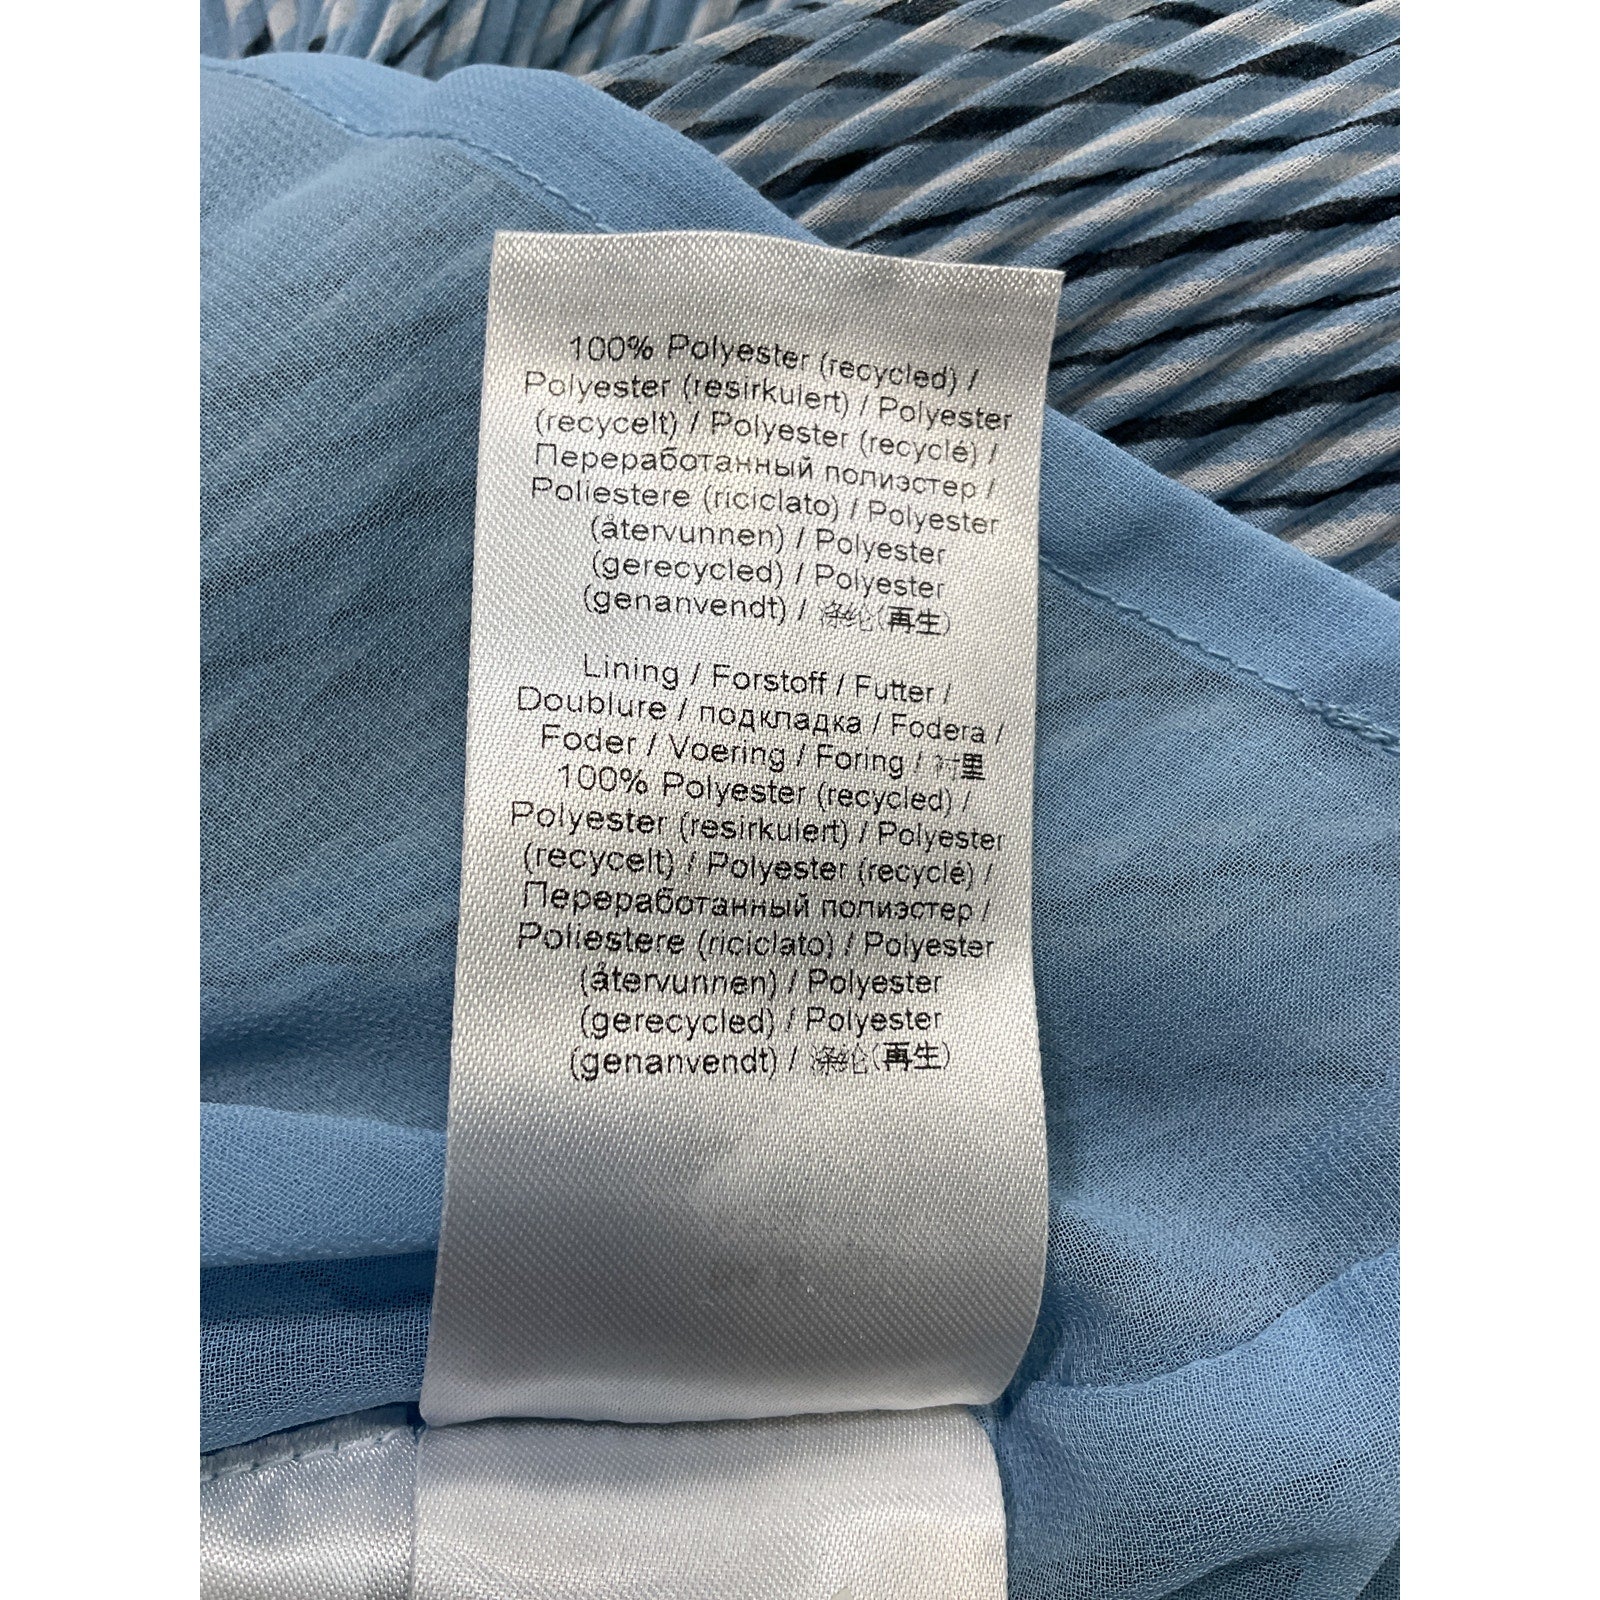 100% Polyester (recycled) /
Polyester (resirkulert) / Polyester
(recycelt) / Polyester (recyclé) /
Переработанный полиэстер /
Poliestere (riciclato) / Polyester
(återvunnen) / Polyester
(gerecycled) / Polyester
(genanvendt) / 涤纶(再生)
Lining / Forstoff / Futter /
Doublure / подкладка / Fodera /
Foder / Voering / Foring / 衬里
100% Polyester (recycled) /
Polyester (resirkulert) / Polyester
(recycelt) / Polyester (recyclé) /
Переработанный полиэстер /
Poliestere (riciclato) / Polyester
(återvunnen) / Polyester
(gerecycled) / Polyester
(genanvendt) / 涤纶(再生)